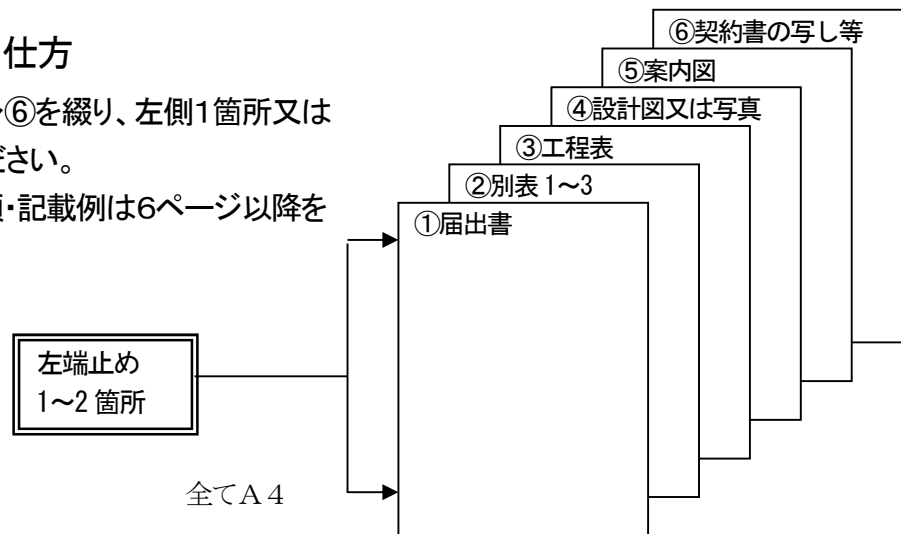 仕方
⑥を綴り、左側1箇所又は
ださい。
・記載例は6ページ以降を
⑥契約書の写し等
⑤案内図
④設計図又は写真
③工程表
②別表 1～3
①届出書
左端止め
1～2 箇所
全てＡ４